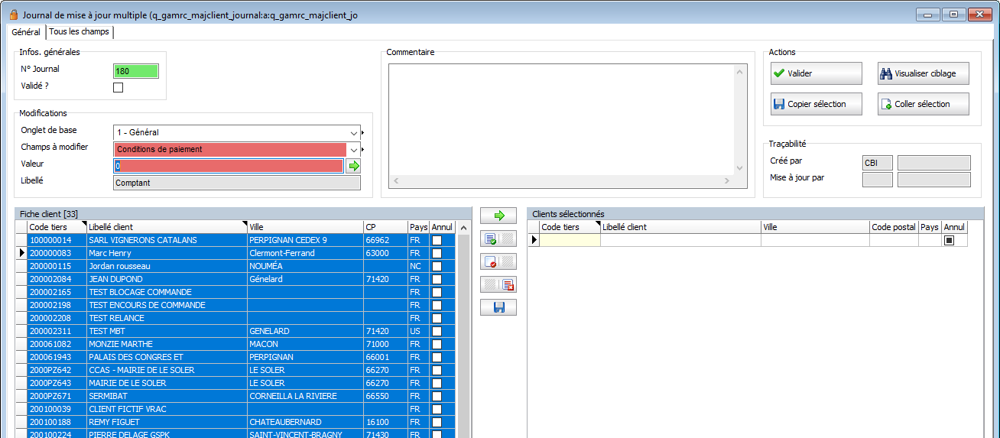 Journal de mise à jour multiple (q_gamrc_majclient_journal:a:q_gamrc_majclient_jo
Général Tous les champs
Infos. générales
N° Journal 180
Validé ?
Modifications
Onglet de base 1 - Général
Champs à modifier Conditions de paiement
Valeur 0
Libellé Comptant
Commentaire
Actions
Valider Visualiser ciblage
Copier sélection Coller sélection
Traçabilité
Créé par CBI
Mise à jour par
Fiche client [33]
Code tiers Libellé client Ville CP Pays Annul
100000014 SARL VIGNERONS CATALANS PERPIGNAN CEDEX 9 66962 FR
200000083 Marc Henry Clermont-Ferrand 63000 FR
200000115 Jordan rousseau NOUMÉA NC
200002084 JEAN DUPOND Génelard 71420 FR
200002165 TEST BLOCAGE COMMANDE FR
200002198 TEST ENCOURS DE COMMANDE FR
200002208 TEST RELANCE FR
200002311 TEST MBT GENELARD 71420 US
200061082 MONZIE MARTHE MACON 71000 FR
200061943 PALAIS DES CONGRES ET PERPIGNAN 66001 FR
2000PZ642 CCAS - MAIRIE DE LE SOLER LE SOLER 66270 FR
2000PZ643 MAIRIE DE LE SOLER LE SOLER 66270 FR
2000PZ671 SERMIBAT CORNEILLA LA RIVIERE 66550 FR
200100039 CLIENT FICTIF VRAC FR
200100188 REMY FIGUET CHATEAUBERNARD 16100 FR
200100224 PIERRE DELAGE GSPK SAINT-VINCENT-BRAGNY 71430 FR
Clients sélectionnés
Code tiers Libellé client Ville Code postal Pays Annul